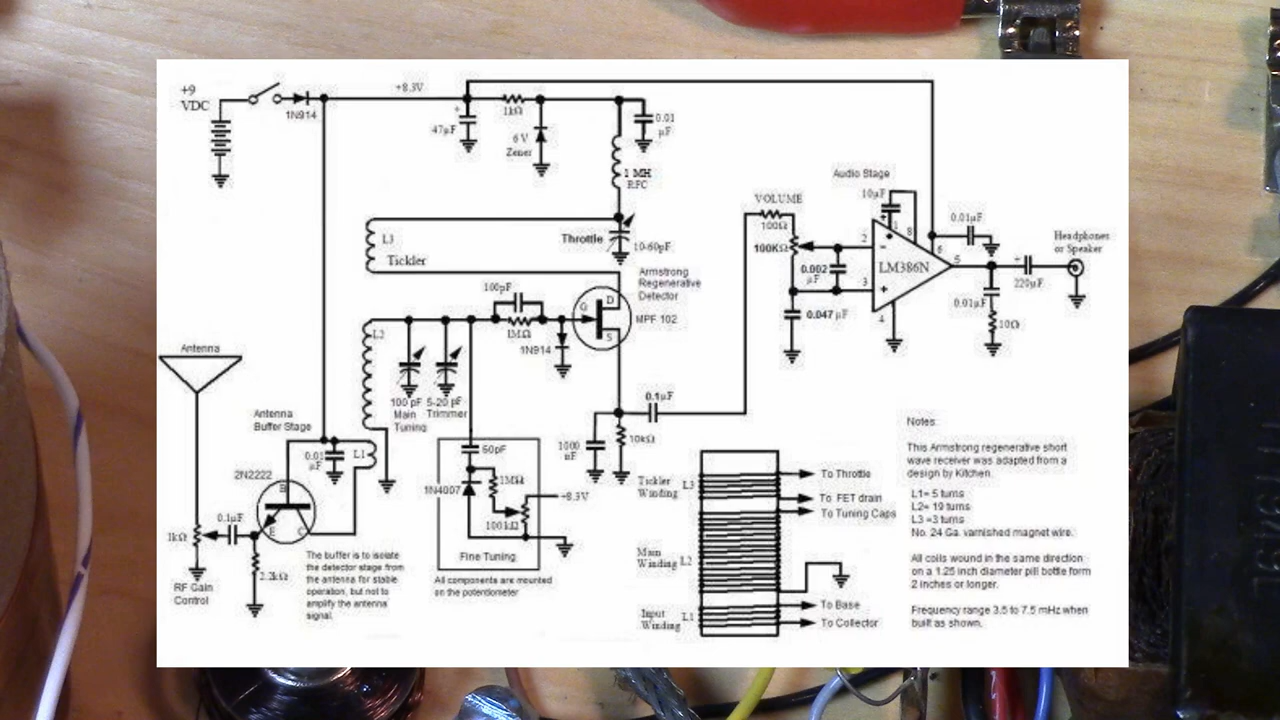 +9
VDC
1N914
+8.3V
47µF
1kΩ
6 V
Zener
0.01
µF
1 MH
RFC
L3
Tickler
Throttle
10-60pF
Armstrong
Regenerative
Detector
MPF 102
100pF
1MΩ
1N914
G
D
S
L2
100 pF
Main
Tuning
5-20 pF
Trimmer
Antenna
Antenna
Buffer Stage
0.01
µF
L1
2N2222
B
E
C
1kΩ
0.1µF
2.2kΩ
RF Gain
Control
The buffer is to isolate
the detector stage from
the antenna for stable
operation, but not to
amplify the antenna
signal.
50pF
1N4007
1MΩ
100 kΩ
+8.3V
Fine Tuning
All components are mounted
on the potentiometer
0.1µF
1000
10kΩ
VOLUME
100Ω
100KΩ
0.002
µF
0.047 µF
Audio Stage
10µF
+
1
8
2
3
4
5
6
-
+
LM386N
0.01µF
0.01µF
10Ω
+
220µF
Headphones
or Speaker
Tickler
Winding
L3
Main
Winding
L2
Input
Winding
L1
To Throttle
To FET drain
To Tuning Caps
To Base
To Collector
Notes:
This Armstrong regenerative short
wave receiver was adapted from a
design by Kitchen.
L1= 5 turns
L2= 19 turns
L3 =3 turns
No. 24 Ga. varnished magnet wire.
All coils wound in the same direction
on a 1.25 inch diameter pill bottle form
2 inches or longer.
Frequency range 3.5 to 7.5 mHz when
built as shown.